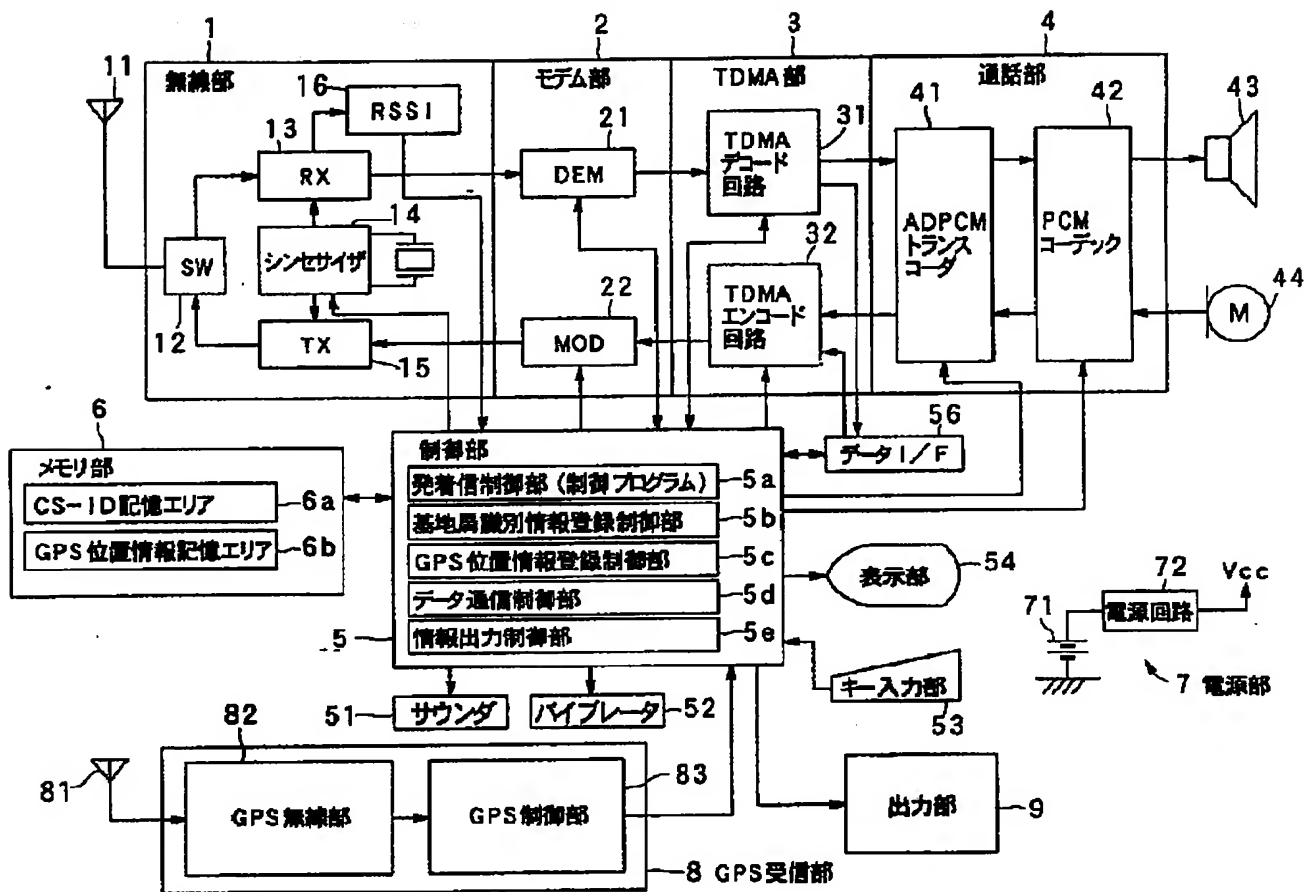 1
2
3
4
11
無線部
モデム部
TDMA部
通話部
16
RSSI
13
RX
21
DEM
31
TDMA
デコード
回路
41
42
43
14
シンセサイザ
SW
12
TX
15
22
MOD
32
TDMA
エンコード
回路
ADPCM
トランス
コーダ
PCM
コーデック
M
44
6
メモリ部
CS-ID記憶エリア
6a
GPS位置情報記憶エリア
6b
制御部
発着信制御部(制御プログラム)
5a
基地局識別情報登録制御部
5b
GPS位置情報登録制御部
5c
データ通信制御部
5d
情報出力制御部
5e
5
56
データI/F
表示部
54
キー入力部
53
72
電源回路
Vcc
71
7 電源部
51
サウンダ
バイブレータ
52
81
82
GPS無線部
83
GPS制御部
8 GPS受信部
出力部
9